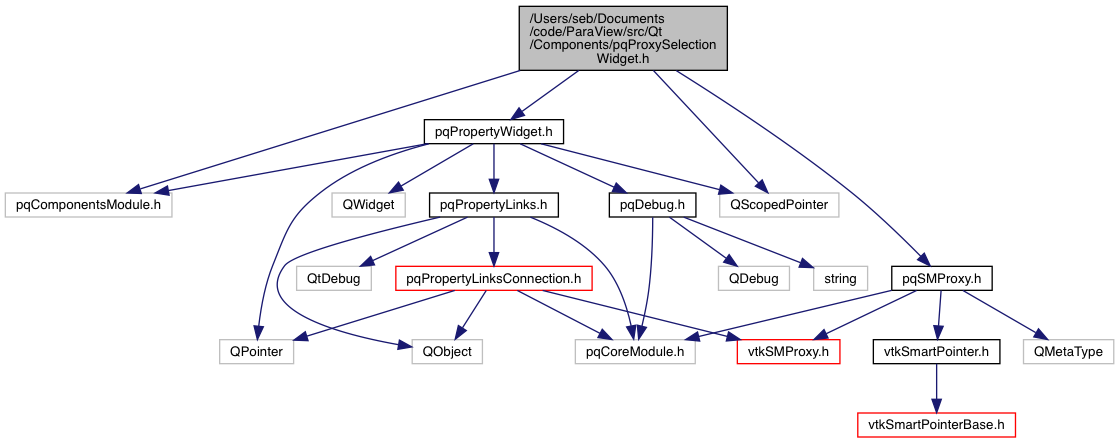 /Users/seb/Documents
/code/ParaView/src/Qt
/Components/pqProxySelection
Widget.h
pqPropertyWidget.h
pqComponentsModule.h
QWidget
pqPropertyLinks.h
pqDebug.h
QScopedPointer
QtDebug
pqPropertyLinksConnection.h
QDebug
string
pqSMProxy.h
QPointer
QObject
pqCoreModule.h
vtkSMProxy.h
vtkSmartPointer.h
QMetaType
vtkSmartPointerBase.h